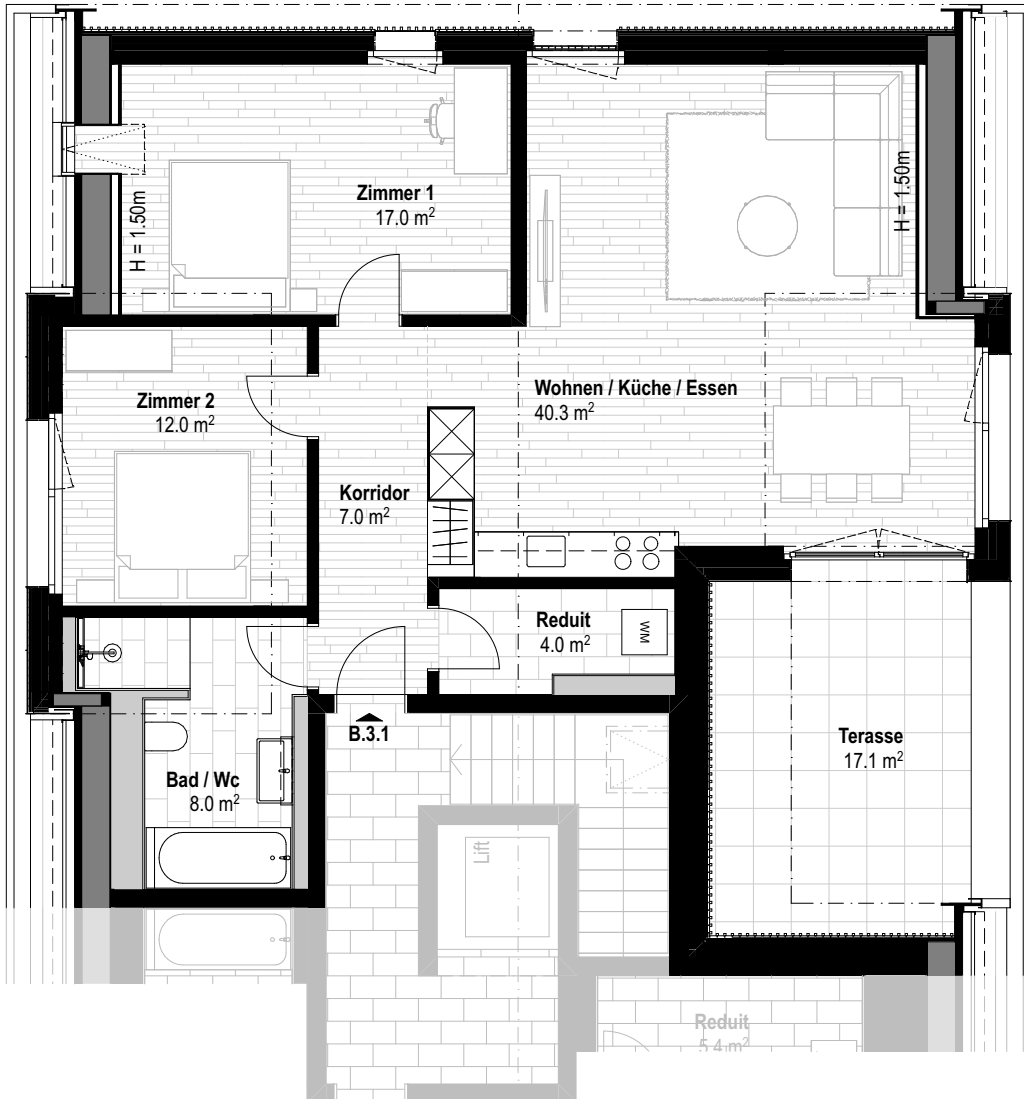 Zimmer 1
17.0 m²
H = 1.50m
H = 1.50m
Wohnen / Küche / Essen
40.3 m²
Zimmer 2
12.0 m²
Korridor
7.0 m²
Reduit
4.0 m²
WM
B.3.1
Terasse
17.1 m²
Bad / Wc
8.0 m²
Lift
Reduit
5.4 m²